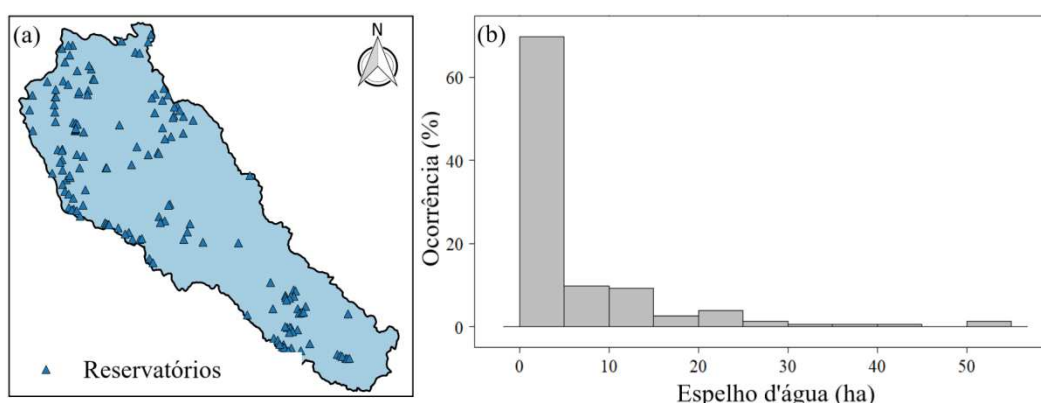 (a)
N
Reservatórios
(b)
Ocorrência (%)
60
40
20
0
0 10 20 30 40 50
Espelho d'água (ha)